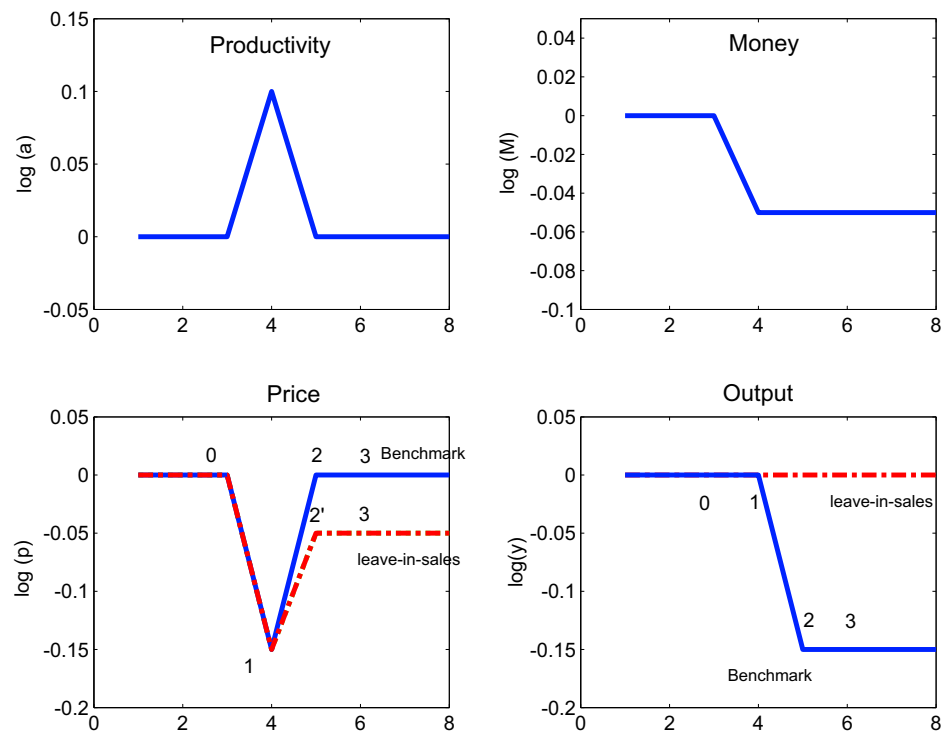 Productivity
log (a)
0.15
0.1
0.05
0
-0.05
0 2 4 6 8
Money
log (M)
0.04
0.02
0
-0.02
-0.04
-0.06
-0.08
-0.1
0 2 4 6 8
Price
log (p)
0.05
0
-0.05
-0.1
-0.15
-0.2
0 2 3 Benchmark
2' 3
leave-in-sales
1
0 2 4 6 8
Output
log(y)
0.05
0
-0.05
-0.1
-0.15
-0.2
0 1 leave-in-sales
2 3
Benchmark
0 2 4 6 8